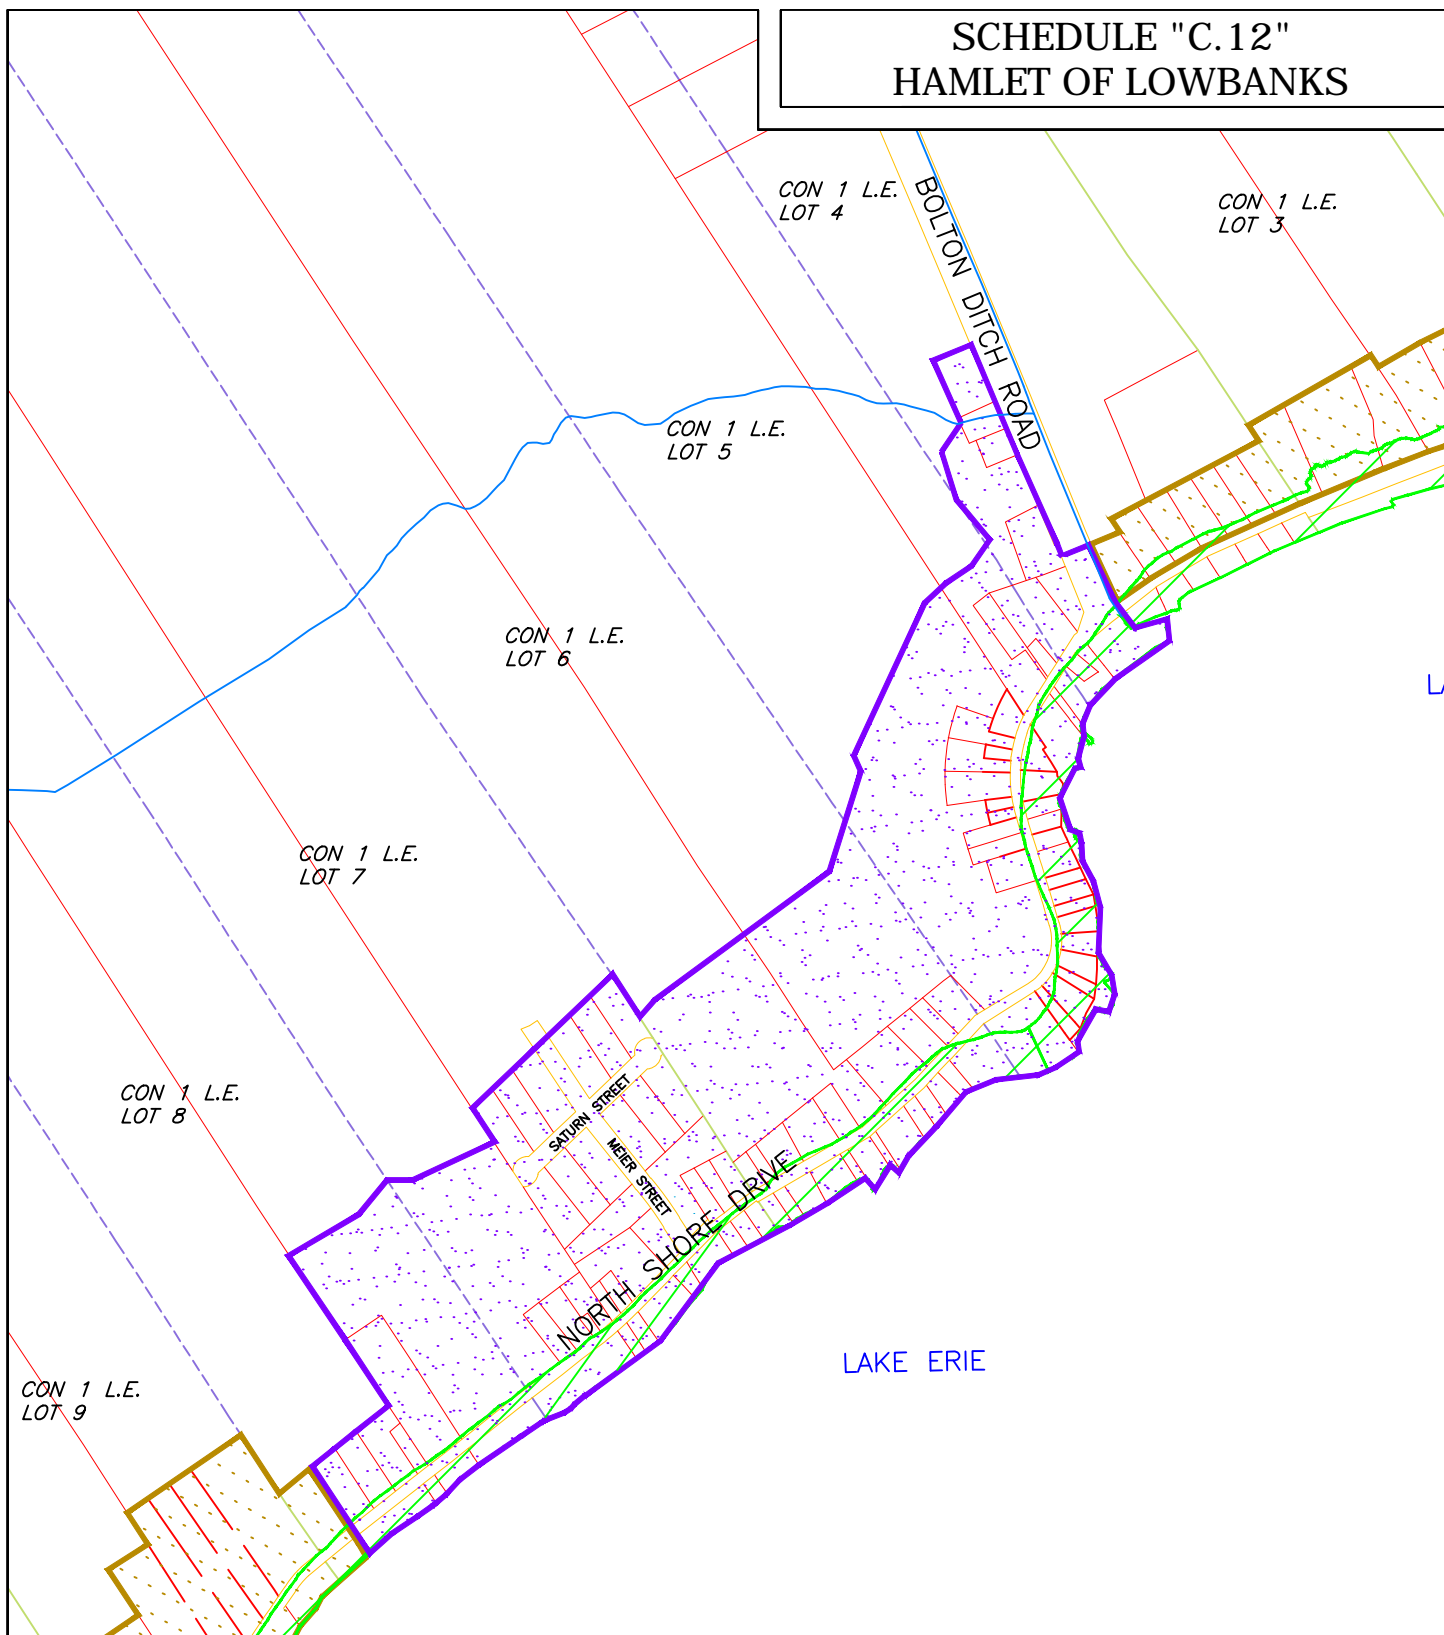 SCHEDULE "C.12"
HAMLET OF LOWBANKS
CON 1 L.E.
LOT 4
BOLTON DITCH ROAD
CON 1 L.E.
LOT 3
CON 1 L.E.
LOT 5
CON 1 L.E.
LOT 6
CON 1 L.E.
LOT 7
CON 1 L.E.
LOT 8
SATURN STREET
MEIER STREET
NORTH SHORE DRIVE
LAKE ERIE
CON 1 L.E.
LOT 9